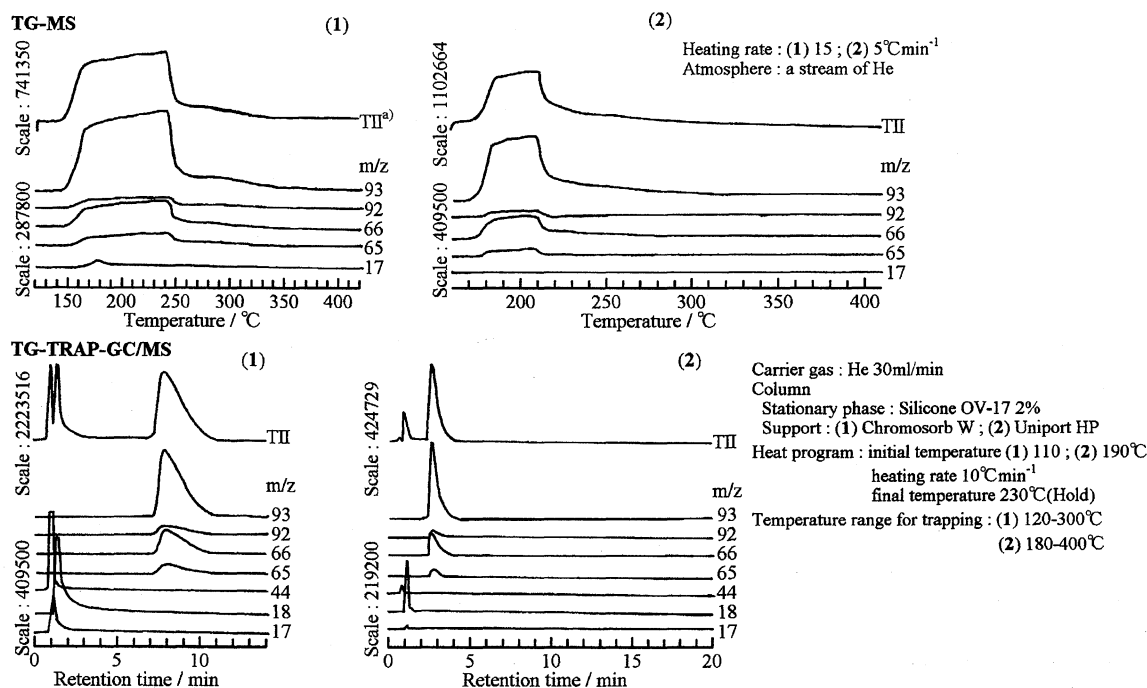 TG-MS
(1)
(2)
Heating rate : (1) 15 ; (2) 5℃min⁻¹
Atmosphere : a stream of He
Scale : 741350
Scale : 287800
TII^a)
m/z
93
92
66
65
17
150 200 250 300 350 400
Temperature / ℃
Scale : 1102664
Scale : 409500
TII
m/z
93
92
66
65
17
200 250 300 350 400
Temperature / ℃
TG-TRAP-GC/MS
(1)
(2)
Scale : 2223516
Scale : 409500
TII
m/z
93
92
66
65
44
18
17
0 5 10
Retention time / min
Scale : 424729
Scale : 219200
TII
m/z
93
92
66
65
44
18
17
0 5 10 15 20
Retention time / min
Carrier gas : He 30ml/min
Column
Stationary phase : Silicone OV-17 2%
Support : (1) Chromosorb W ; (2) Uniport HP
Heat program : initial temperature (1) 110 ; (2) 190℃
heating rate 10℃min⁻¹
final temperature 230℃(Hold)
Temperature range for trapping : (1) 120-300℃
(2) 180-400℃